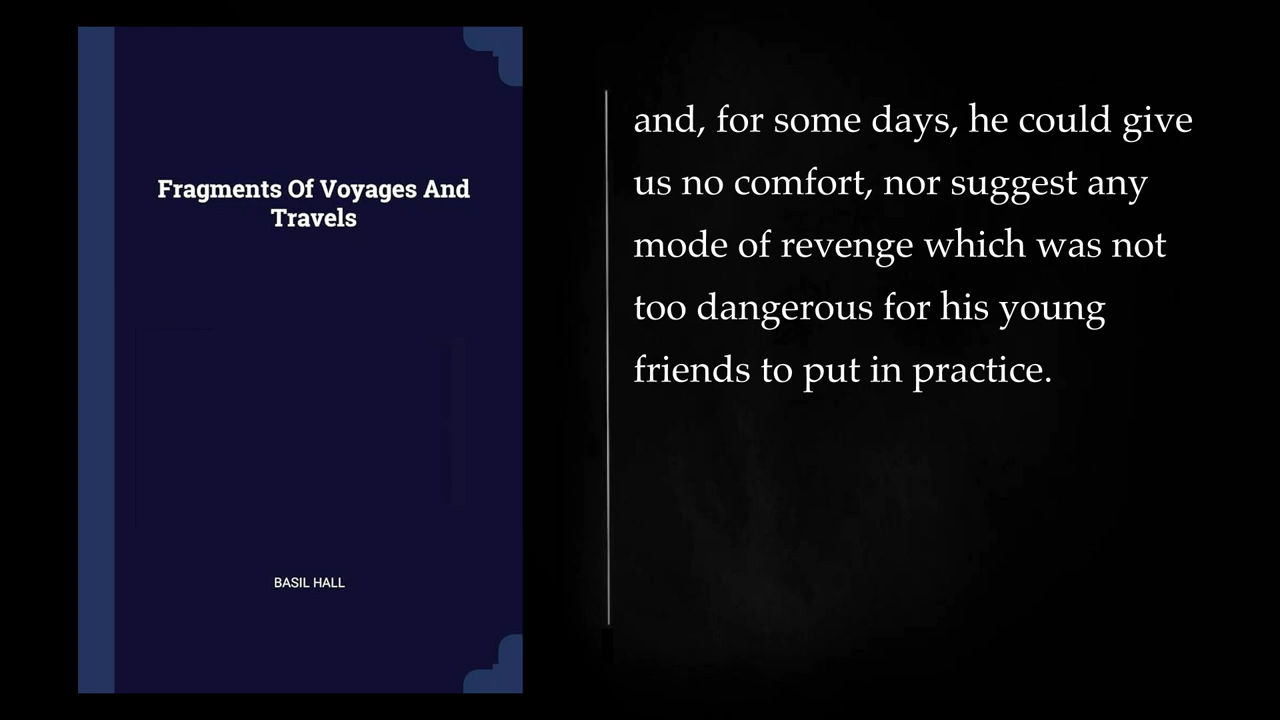 Fragments Of Voyages And
Travels
BASIL HALL
and, for some days, he could give
us no comfort, nor suggest any
mode of revenge which was not
too dangerous for his young
friends to put in practice.